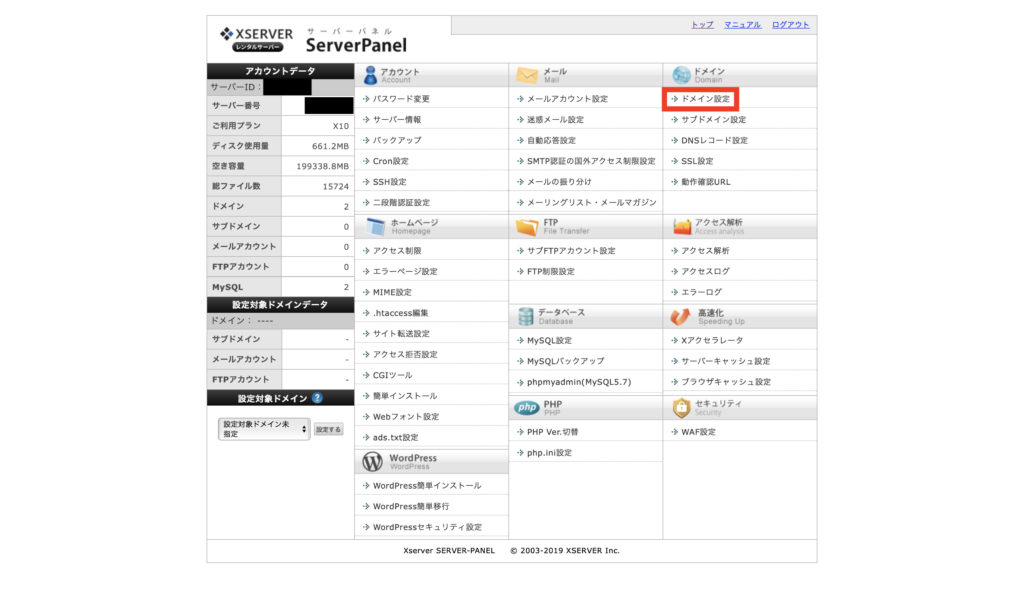 XSERVER
レンタルサーバー
サーバーパネル
ServerPanel
トップ マニュアル ログアウト
アカウントデータ
サーバーID：
サーバー番号
ご利用プラン X10
ディスク使用量 661.2MB
空き容量 199338.8MB
総ファイル数 15724
ドメイン 2
サブドメイン 0
メールアカウント 0
FTPアカウント 0
MySQL 2
設定対象ドメインデータ
ドメイン： ----
サブドメイン -
メールアカウント -
FTPアカウント -
設定対象ドメイン ?
設定対象ドメイン未指定 設定する
アカウント
Account
パスワード変更
サーバー情報
バックアップ
Cron設定
SSH設定
二段階認証設定
ホームページ
Homepage
アクセス制限
エラーページ設定
MIME設定
.htaccess編集
サイト転送設定
アクセス拒否設定
CGIツール
簡単インストール
Webフォント設定
ads.txt設定
WordPress
WordPress
WordPress簡単インストール
WordPress簡単移行
WordPressセキュリティ設定
メール
Mail
メールアカウント設定
迷惑メール設定
自動応答設定
SMTP認証の国外アクセス制限設定
メールの振り分け
メーリングリスト・メールマガジン
FTP
File Transfer
サブFTPアカウント設定
FTP制限設定
データベース
Database
MySQL設定
MySQLバックアップ
phpmyadmin(MySQL5.7)
php
PHP
PHP
PHP Ver.切替
php.ini設定
ドメイン
Domain
ドメイン設定
サブドメイン設定
DNSレコード設定
SSL設定
動作確認URL
アクセス解析
Access analysis
アクセス解析
アクセスログ
エラーログ
高速化
Speeding Up
Xアクセラレータ
サーバーキャッシュ設定
ブラウザキャッシュ設定
セキュリティ
Security
WAF設定
Xserver SERVER-PANEL © 2003-2019 XSERVER Inc.